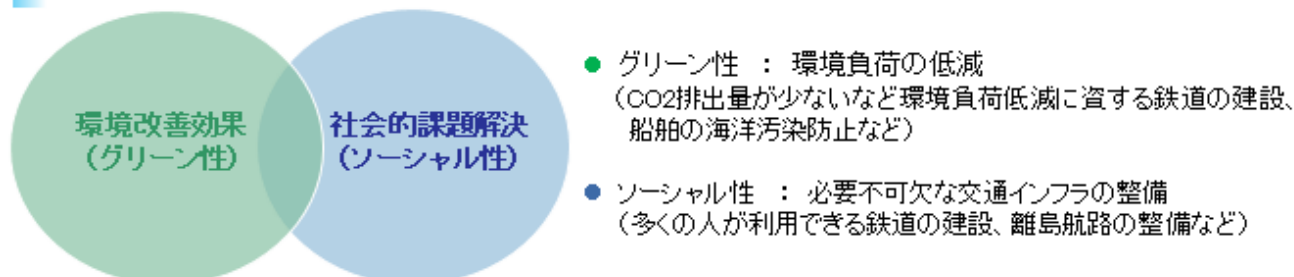 環境改善効果
（グリーン性）
社会的課題解決
（ソーシャル性）
● グリーン性 ： 環境負荷の低減
（CO2排出量が少ないなど環境負荷低減に資する鉄道の建設、
船舶の海洋汚染防止など）
● ソーシャル性 ： 必要不可欠な交通インフラの整備
（多くの人が利用できる鉄道の建設、離島航路の整備など）